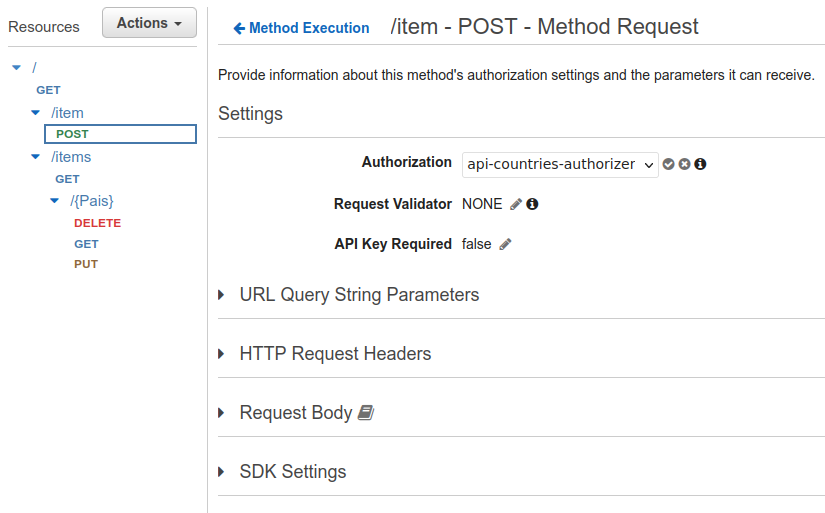 Resources
Actions
/
GET
/item
POST
/items
GET
/{Pais}
DELETE
GET
PUT
Method Execution
/item - POST - Method Request
Provide information about this method's authorization settings and the parameters it can receive.
Settings
Authorization api-countries-authorizer
Request Validator NONE
API Key Required false
URL Query String Parameters
HTTP Request Headers
Request Body
SDK Settings